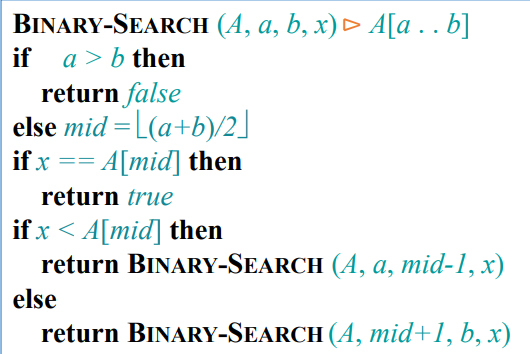 BINARY-SEARCH (A, a, b, x) ▷ A[a . . b]
if a > b then
return false
else mid = ⌊(a+b)/2⌋
if x == A[mid] then
return true
if x < A[mid] then
return BINARY-SEARCH (A, a, mid-1, x)
else
return BINARY-SEARCH (A, mid+1, b, x)